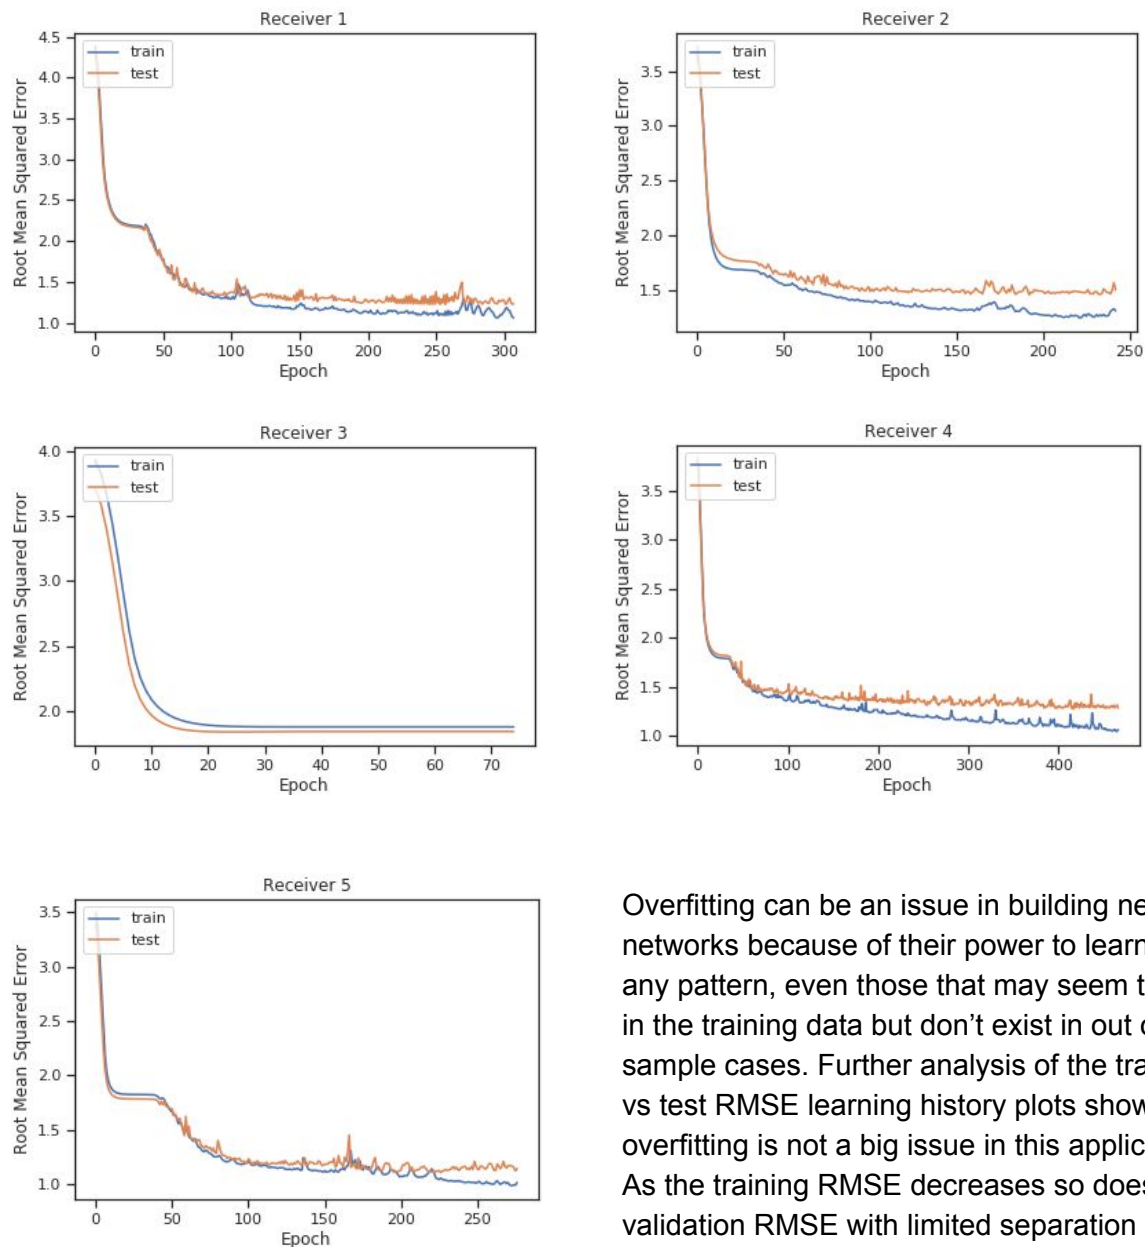 Receiver 1
4.5
4.0
3.5
3.0
2.5
2.0
1.5
1.0
Root Mean Squared Error
train
test
0 50 100 150 200 250 300
Epoch
Receiver 2
3.5
3.0
2.5
2.0
1.5
Root Mean Squared Error
train
test
0 50 100 150 200 250
Epoch
Receiver 3
4.0
3.5
3.0
2.5
2.0
Root Mean Squared Error
train
test
0 10 20 30 40 50 60 70
Epoch
Receiver 4
3.5
3.0
2.5
2.0
1.5
1.0
Root Mean Squared Error
train
test
0 100 200 300 400
Epoch
Receiver 5
3.5
3.0
2.5
2.0
1.5
1.0
Root Mean Squared Error
train
test
0 50 100 150 200 250
Epoch
Overfitting can be an issue in building ne
networks because of their power to learn
any pattern, even those that may seem t
in the training data but don’t exist in out
sample cases. Further analysis of the tra
vs test RMSE learning history plots show
overfitting is not a big issue in this applic
As the training RMSE decreases so does
validation RMSE with limited separation